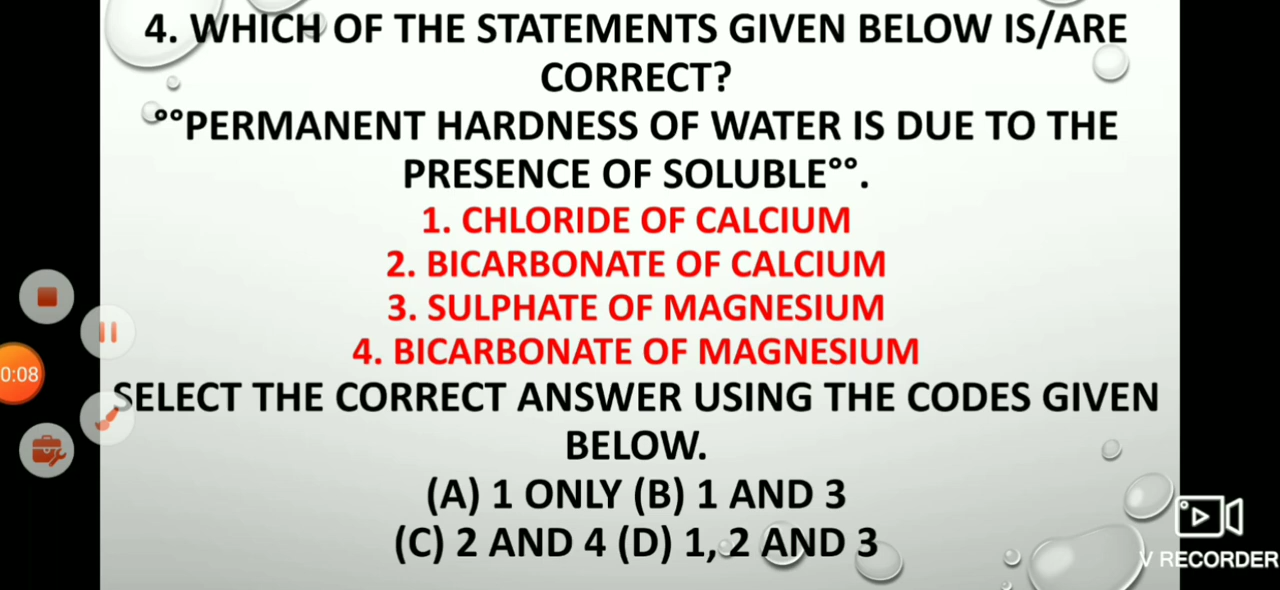 4. WHICH OF THE STATEMENTS GIVEN BELOW IS/ARE
CORRECT?
°°PERMANENT HARDNESS OF WATER IS DUE TO THE
PRESENCE OF SOLUBLE°°.
1. CHLORIDE OF CALCIUM
2. BICARBONATE OF CALCIUM
3. SULPHATE OF MAGNESIUM
4. BICARBONATE OF MAGNESIUM
0:08
SELECT THE CORRECT ANSWER USING THE CODES GIVEN
BELOW.
(A) 1 ONLY (B) 1 AND 3
(C) 2 AND 4 (D) 1, 2 AND 3
V RECORDER